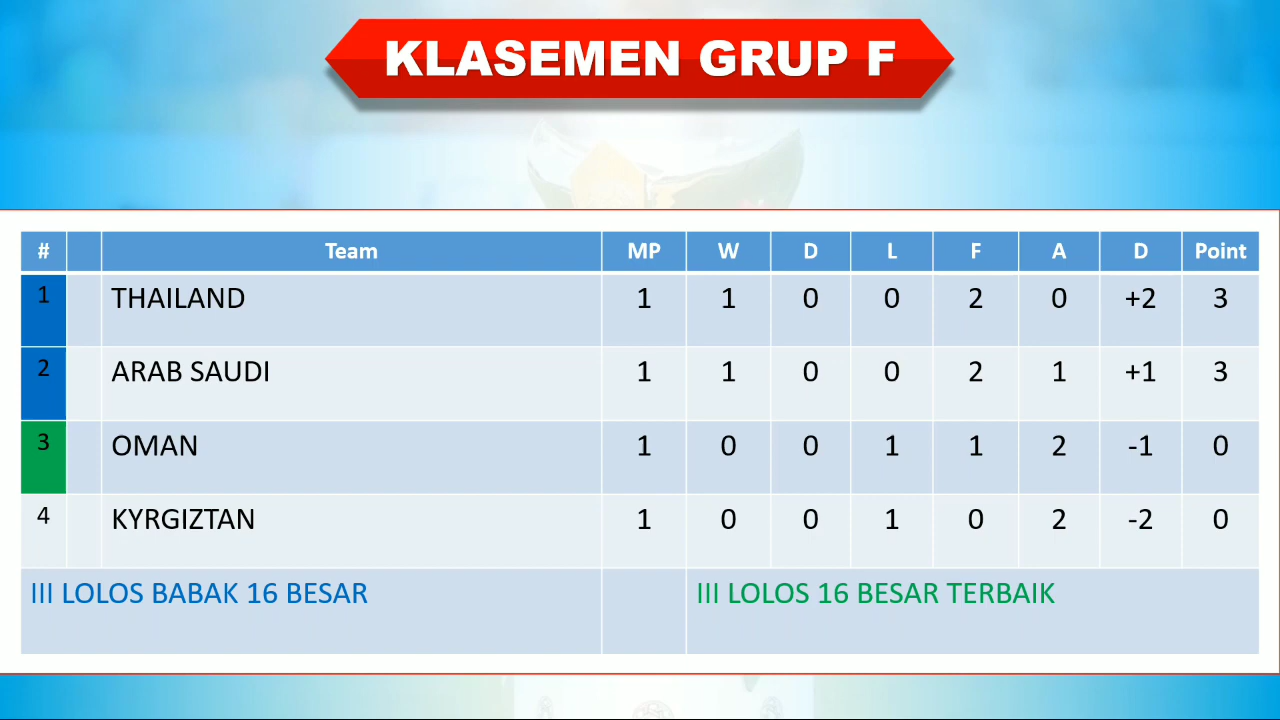 KLASEMEN GRUP F
# Team MP W D L F A D Point
1 THAILAND 1 1 0 0 2 0 +2 3
2 ARAB SAUDI 1 1 0 0 2 1 +1 3
3 OMAN 1 0 0 1 1 2 -1 0
4 KYRGIZTAN 1 0 0 1 0 2 -2 0
III LOLOS BABAK 16 BESAR III LOLOS 16 BESAR TERBAIK